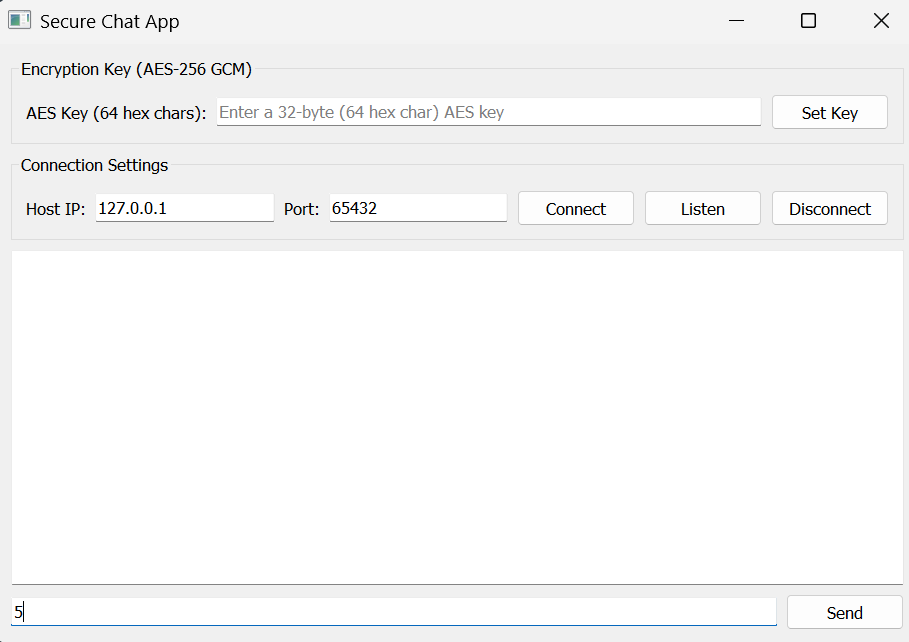 Secure Chat App
Encryption Key (AES-256 GCM)
AES Key (64 hex chars): Enter a 32-byte (64 hex char) AES key Set Key
Connection Settings
Host IP: 127.0.0.1 Port: 65432 Connect Listen Disconnect
5 Send